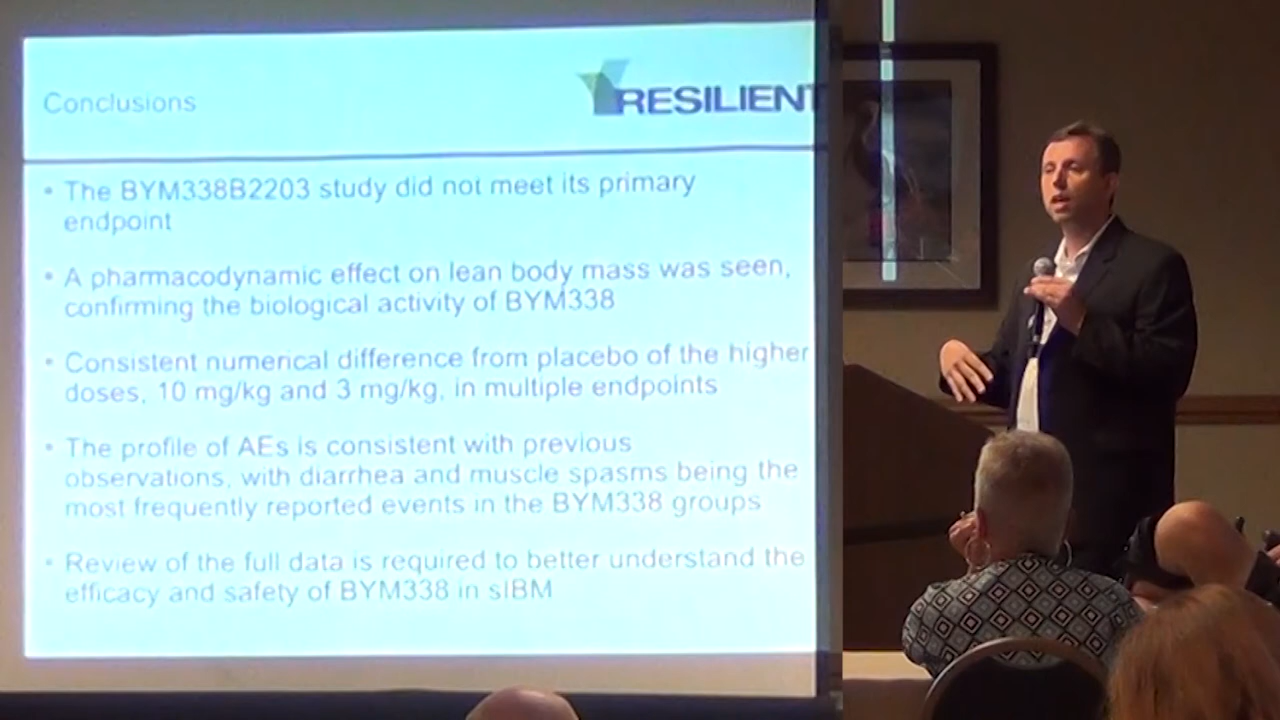 Conclusions
RESILIENT
• The BYM338B2203 study did not meet its primary
endpoint
• A pharmacodynamic effect on lean body mass was seen,
confirming the biological activity of BYM338
• Consistent numerical difference from placebo of the higher
doses, 10 mg/kg and 3 mg/kg, in multiple endpoints
• The profile of AEs is consistent with previous
observations, with diarrhea and muscle spasms being the
most frequently reported events in the BYM338 groups
• Review of the full data is required to better understand the
efficacy and safety of BYM338 in sIBM